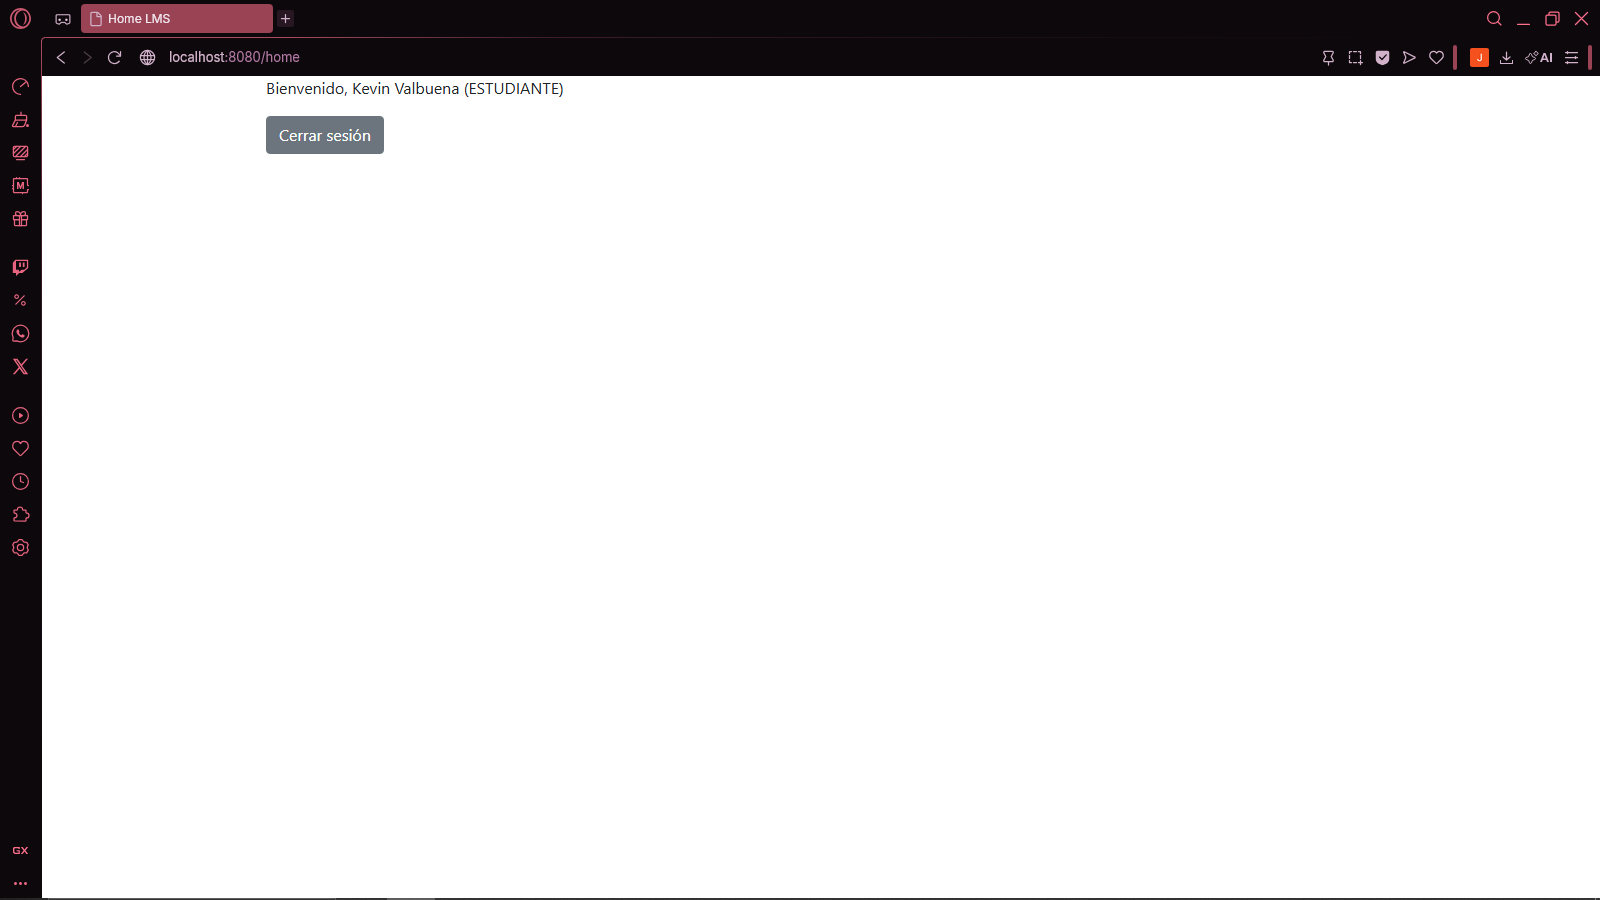 Home LMS
localhost:8080/home
J
AI
Bienvenido, Kevin Valbuena (ESTUDIANTE)
Cerrar sesión
M
GX